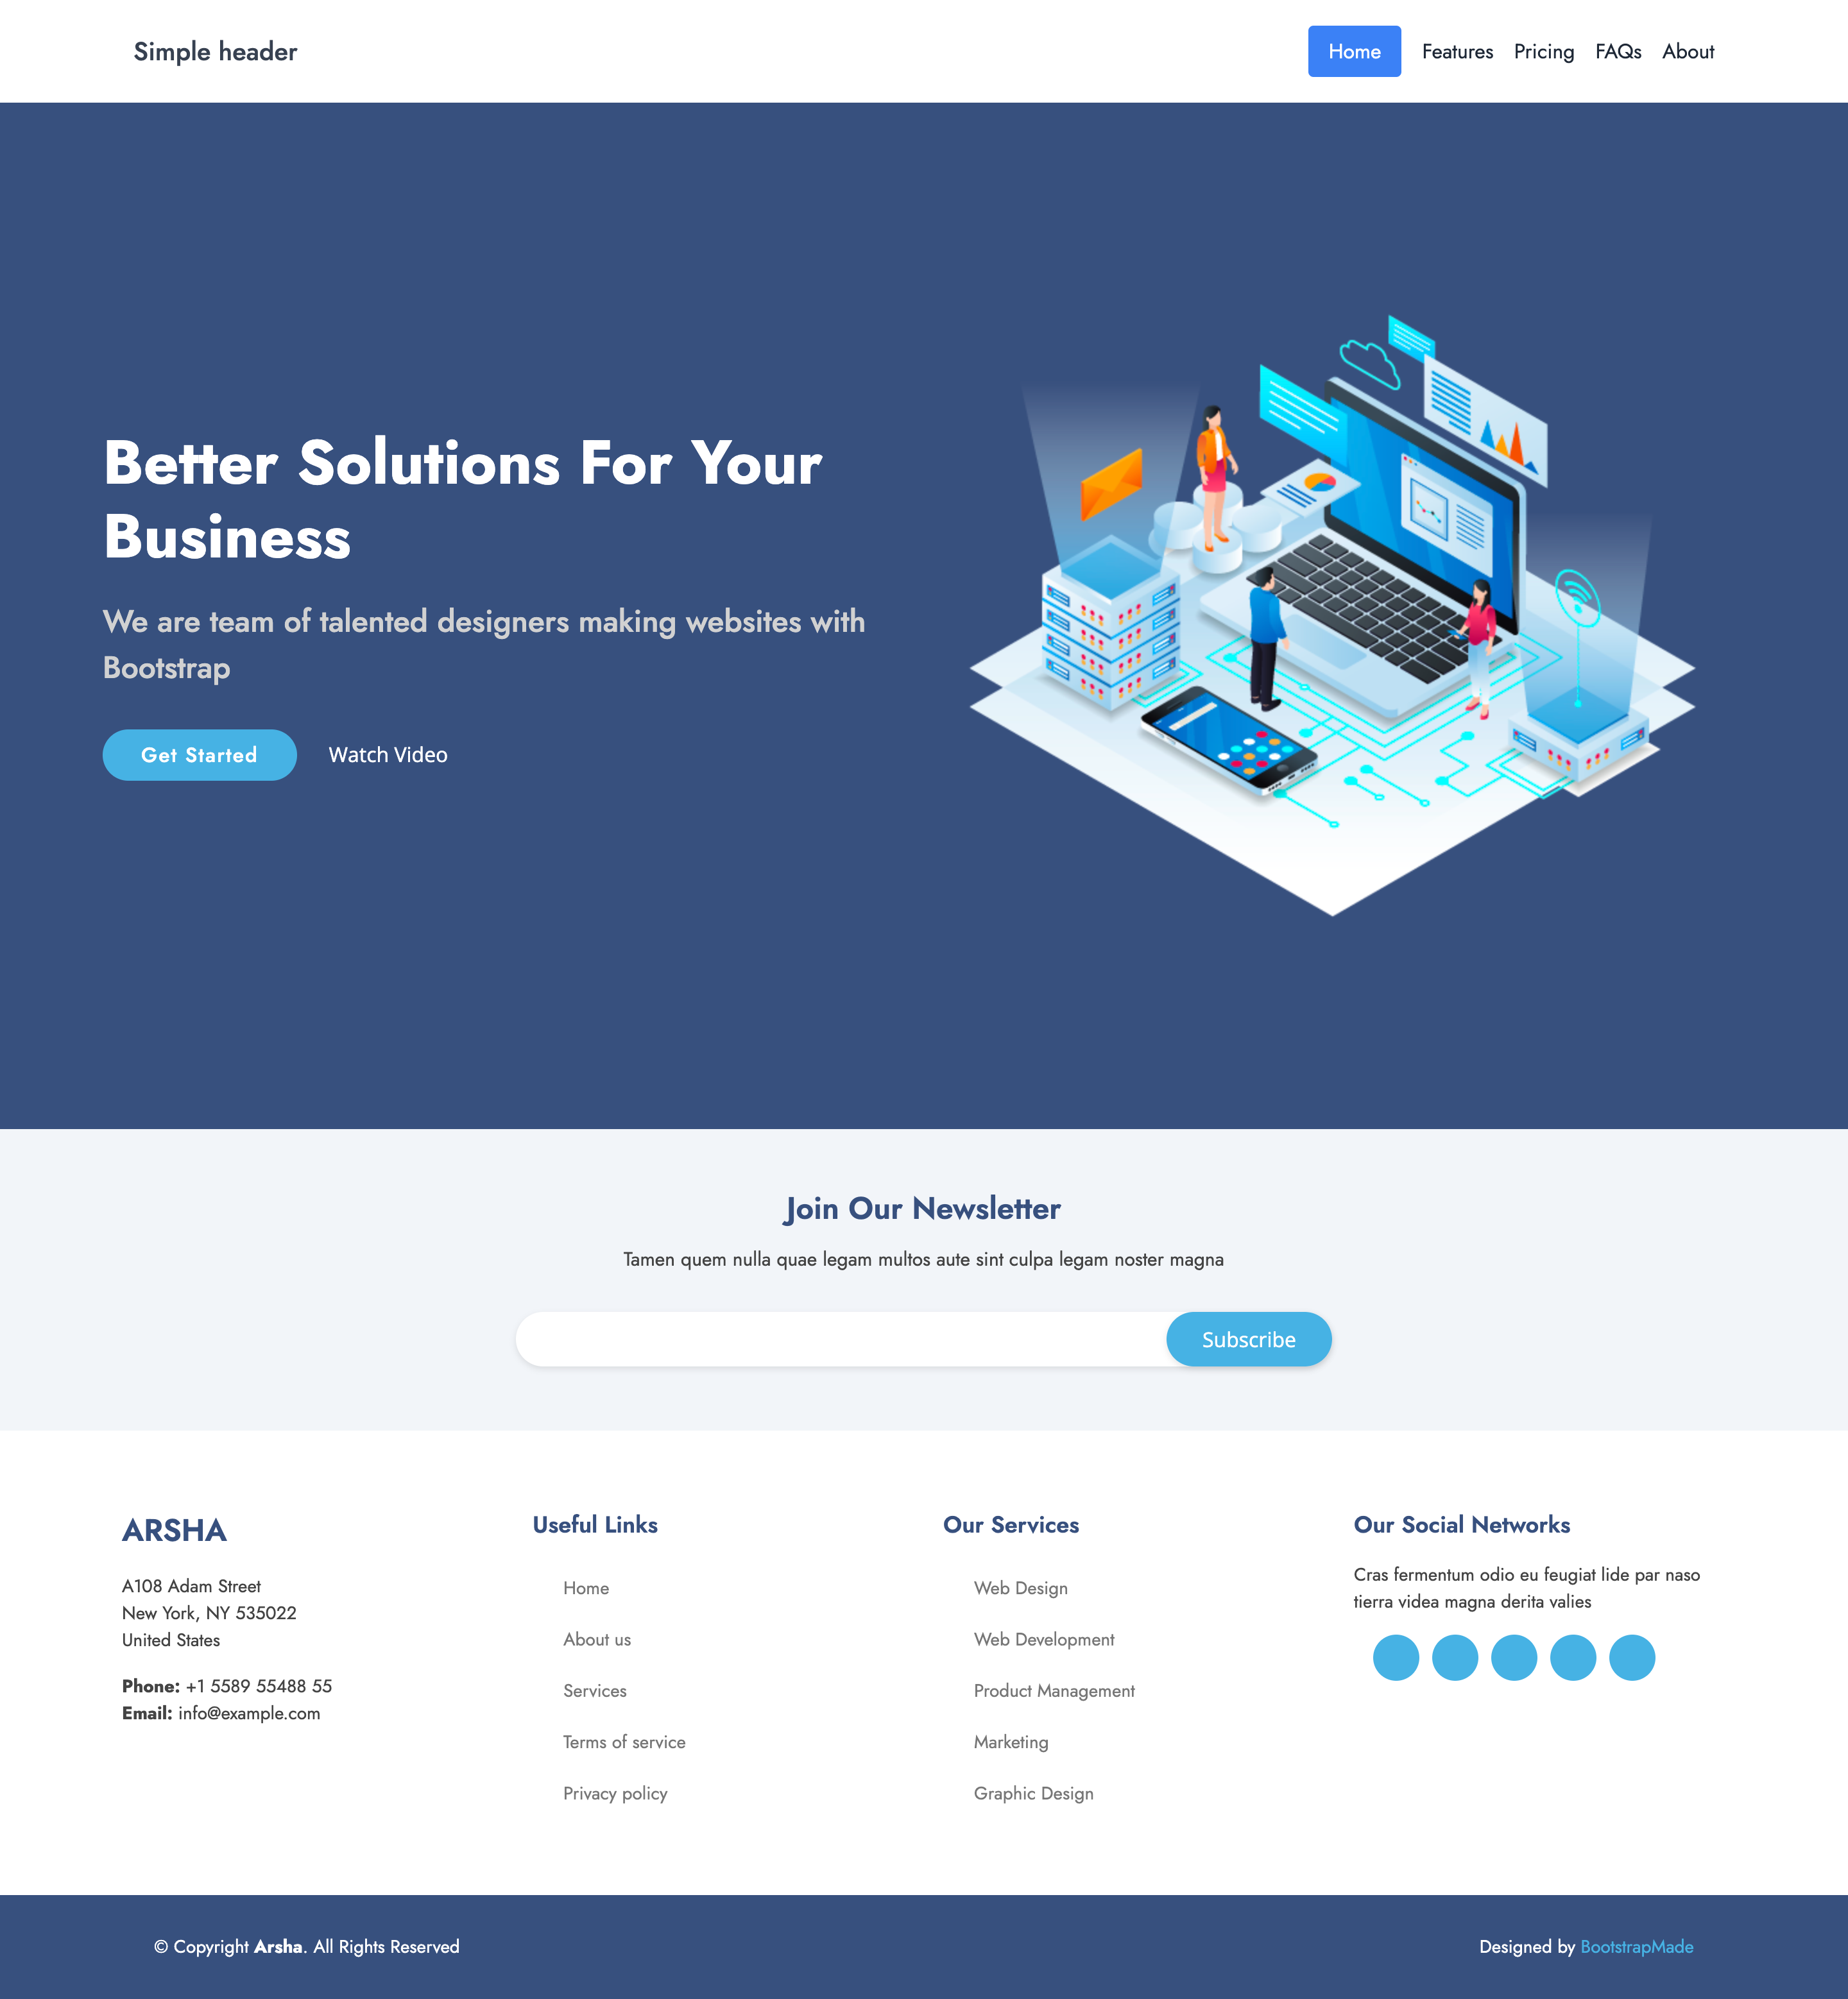 Simple header
Home Features Pricing FAQs About
Better Solutions For Your
Business
We are team of talented designers making websites with
Bootstrap
Get Started Watch Video
Join Our Newsletter
Tamen quem nulla quae legam multos aute sint culpa legam noster magna
Subscribe
ARSHA
A108 Adam Street
New York, NY 535022
United States
Phone: +1 5589 55488 55
Email: info@example.com
Useful Links
Home
About us
Services
Terms of service
Privacy policy
Our Services
Web Design
Web Development
Product Management
Marketing
Graphic Design
Our Social Networks
Cras fermentum odio eu feugiat lide par naso
tierra videa magna derita valies
© Copyright Arsha. All Rights Reserved
Designed by BootstrapMade